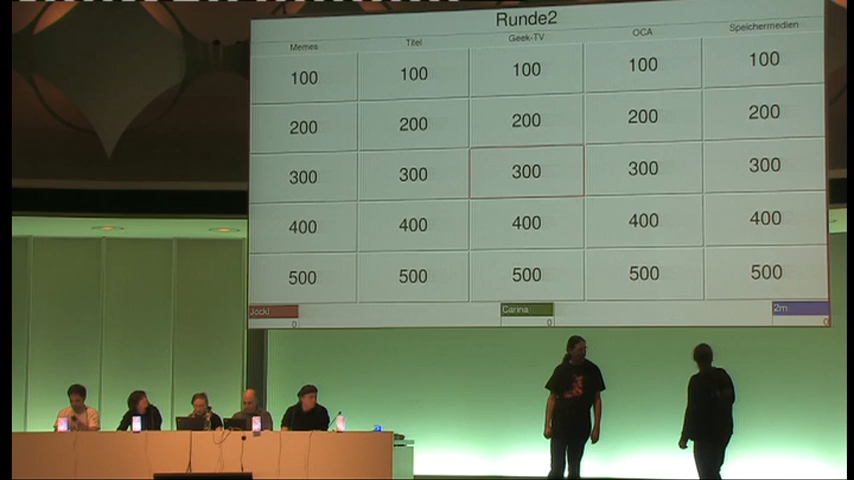 Runde2
Memes Titel Geek-TV OCA Speichermedien
100 100 100 100 100
200 200 200 200 200
300 300 300 300 300
400 400 400 400 400
500 500 500 500 500
Jocki Carina 2m
0 0 0